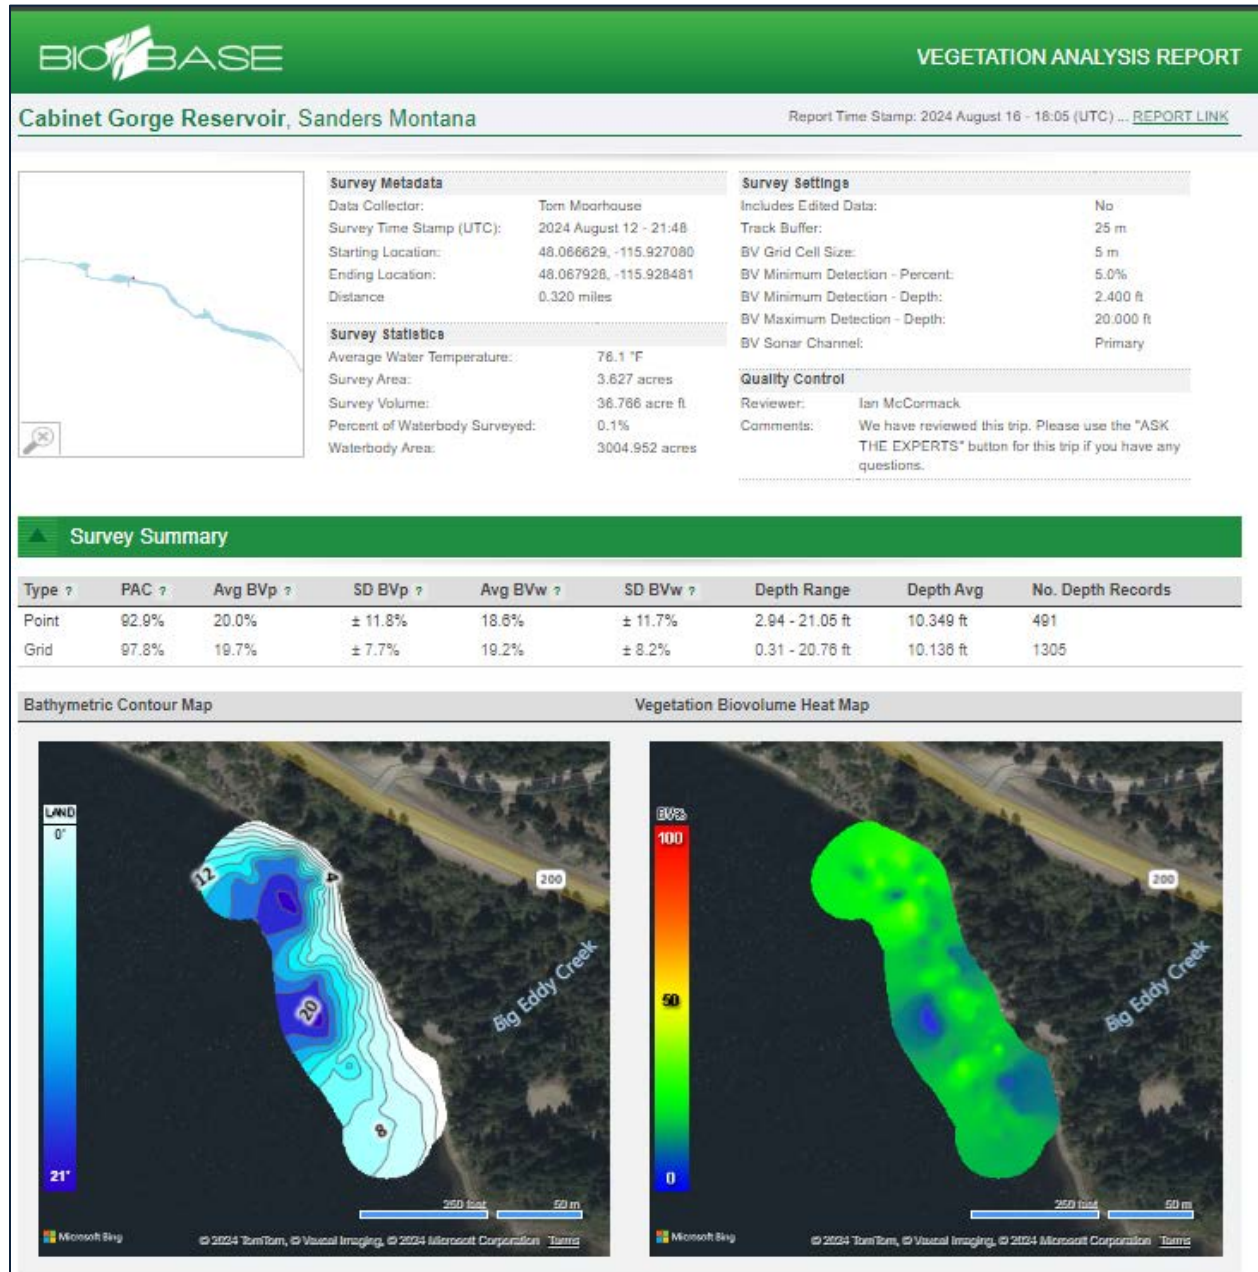 BIOBASE
VEGETATION ANALYSIS REPORT
Cabinet Gorge Reservoir, Sanders Montana
Report Time Stamp: 2024 August 16 - 18:05 (UTC) ... REPORT LINK
Survey Metadata
Data Collector: Tom Moorhouse
Survey Time Stamp (UTC): 2024 August 12 - 21:48
Starting Location: 48.066629, -115.927080
Ending Location: 48.067928, -115.928481
Distance 0.320 miles
Survey Statistics
Average Water Temperature: 76.1 °F
Survey Area: 3.627 acres
Survey Volume: 36.766 acre ft
Percent of Waterbody Surveyed: 0.1%
Waterbody Area: 3004.952 acres
Survey Settings
Includes Edited Data: No
Track Buffer: 25 m
BV Grid Cell Size: 5 m
BV Minimum Detection - Percent: 5.0%
BV Minimum Detection - Depth: 2.400 ft
BV Maximum Detection - Depth: 20.000 ft
BV Sonar Channel: Primary
Quality Control
Reviewer: Ian McCormack
Comments: We have reviewed this trip. Please use the "ASK
THE EXPERTS" button for this trip if you have any
questions.
Survey Summary
Type ? PAC ? Avg BVp ? SD BVp ? Avg BVw ? SD BVw ? Depth Range Depth Avg No. Depth Records
Point 92.9% 20.0% ± 11.8% 18.6% ± 11.7% 2.94 - 21.05 ft 10.349 ft 491
Grid 97.8% 19.7% ± 7.7% 19.2% ± 8.2% 0.31 - 20.76 ft 10.136 ft 1305
Bathymetric Contour Map
Vegetation Biovolume Heat Map
LAND
0'
21'
12
4
20
8
200
Big Eddy Creek
250 feet 50 m
Microsoft Bing
© 2024 TomTom, © Vexcel Imaging, © 2024 Microsoft Corporation Terms
BV%
100
50
0
200
Big Eddy Creek
250 feet 50 m
Microsoft Bing
© 2024 TomTom, © Vexcel Imaging, © 2024 Microsoft Corporation Terms